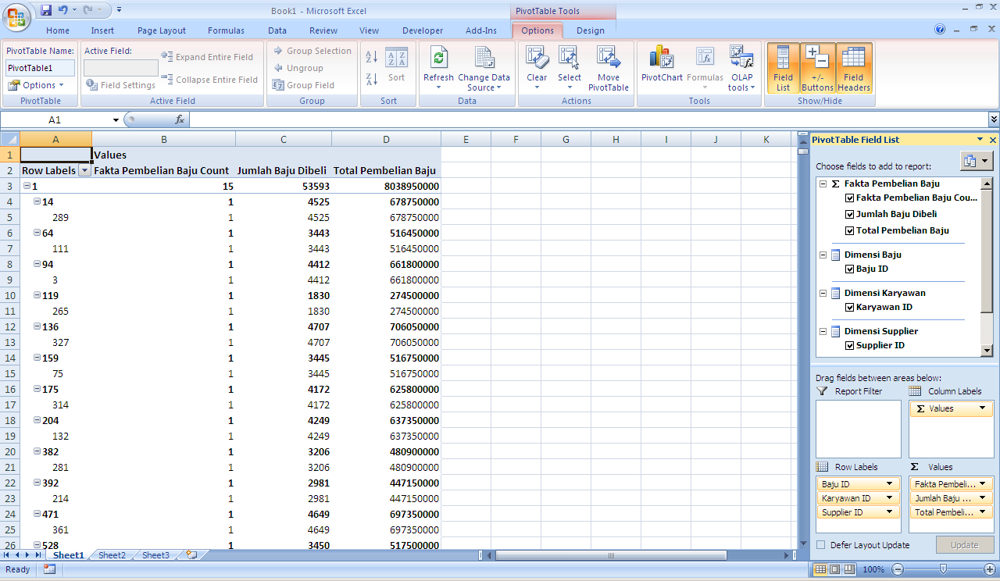 Book1 - Microsoft Excel PivotTable Tools
Home Insert Page Layout Formulas Data Review View Developer Add-Ins Options Design
PivotTable Name: Active Field: Expand Entire Field Group Selection
PivotTable1 Collapse Entire Field Ungroup
Options Field Settings Group Field Sort Refresh Change Data Source Clear Select Move PivotTable PivotChart Formulas OLAP tools Field List +/- Buttons Field Headers
PivotTable Active Field Group Sort Data Actions Tools Show/Hide
A1 fx
A B C D E F G H I J K
1 Values
2 Row Labels Fakta Pembelian Baju Count Jumlah Baju Dibeli Total Pembelian Baju
3 1 15 53593 8038950000
4 14 1 4525 678750000
5 289 1 4525 678750000
6 64 1 3443 516450000
7 111 1 3443 516450000
8 94 1 4412 661800000
9 3 1 4412 661800000
10 119 1 1830 274500000
11 265 1 1830 274500000
12 136 1 4707 706050000
13 327 1 4707 706050000
14 159 1 3445 516750000
15 75 1 3445 516750000
16 175 1 4172 625800000
17 314 1 4172 625800000
18 204 1 4249 637350000
19 132 1 4249 637350000
20 382 1 3206 480900000
21 281 1 3206 480900000
22 392 1 2981 447150000
23 214 1 2981 447150000
24 471 1 4649 697350000
25 361 1 4649 697350000
26 528 1 3450 517500000
Sheet1 Sheet2 Sheet3
Ready 100%
PivotTable Field List
Choose fields to add to report:
Σ Fakta Pembelian Baju
Fakta Pembelian Baju Cou...
Jumlah Baju Dibeli
Total Pembelian Baju
Dimensi Baju
Baju ID
Dimensi Karyawan
Karyawan ID
Dimensi Supplier
Supplier ID
Drag fields between areas below:
Report Filter Column Labels
Σ Values
Row Labels Σ Values
Baju ID Fakta Pembeli...
Karyawan ID Jumlah Baju ...
Supplier ID Total Pembeli...
Defer Layout Update Update